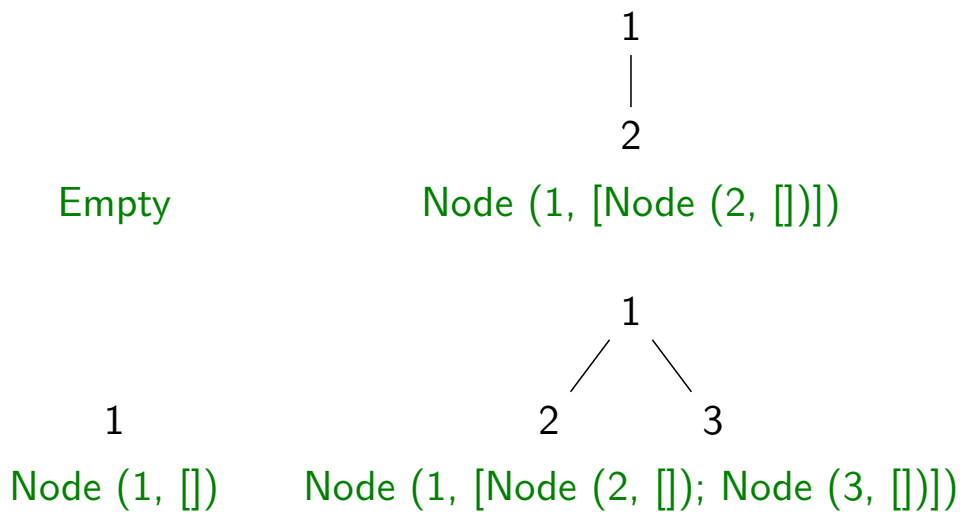 1
2
Empty
Node (1, [Node (2, [])])
1
2 3
1
Node (1, [])
Node (1, [Node (2, []); Node (3, [])])